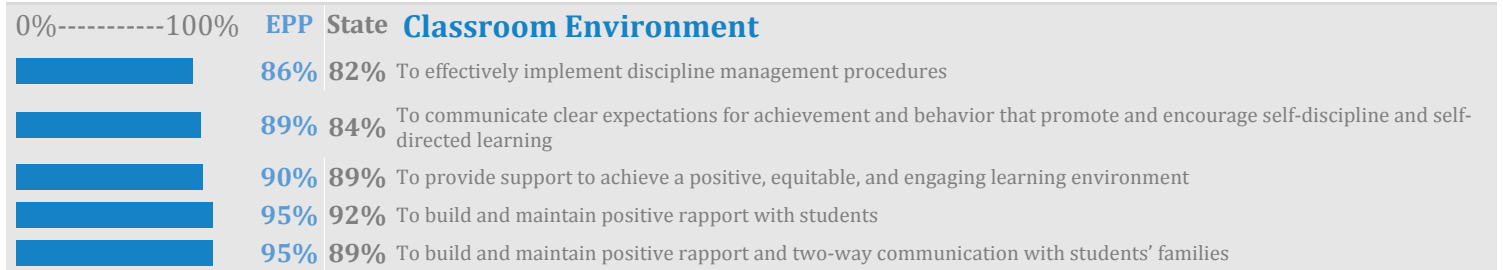 0%-----------100% EPP State Classroom Environment
86% 82% To effectively implement discipline management procedures
89% 84% To communicate clear expectations for achievement and behavior that promote and encourage self-discipline and self-
directed learning
90% 89% To provide support to achieve a positive, equitable, and engaging learning environment
95% 92% To build and maintain positive rapport with students
95% 89% To build and maintain positive rapport and two-way communication with students’ families